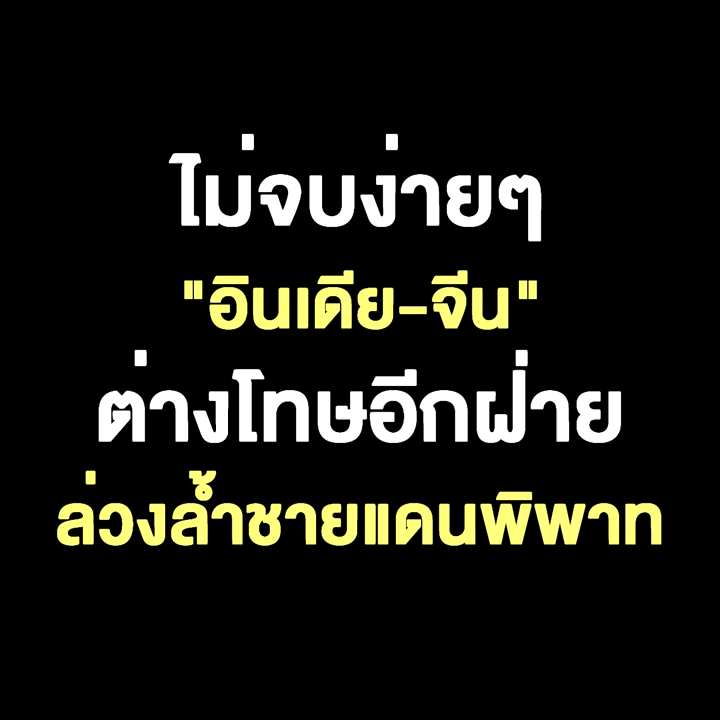 ไม่จบง่ายๆ
"อินเดีย-จีน"
ต่างโทษอีกฝ่าย
ล่วงล้ำชายแดนพิพาท